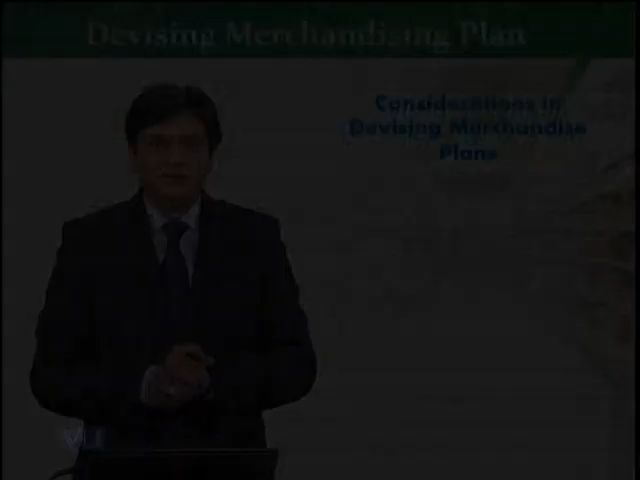 Devising Merchandising Plan
Considerations in
Devising Merchandise
Plans